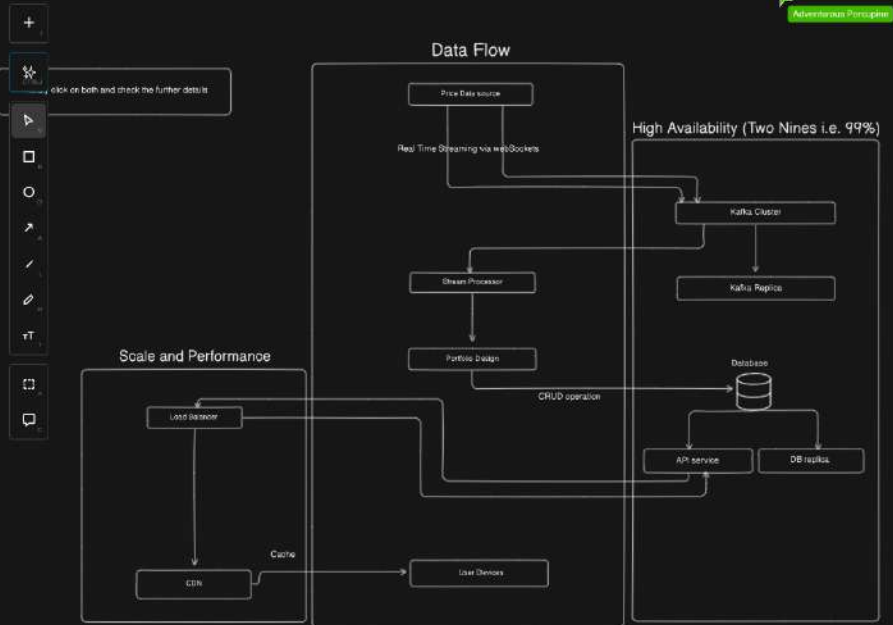 Adventurous Porcupine
click on both and check the further details
Data Flow
Price Data source
Real Time Streaming via webSockets
High Availability (Two Nines i.e. 99%)
Kafka Cluster
Kafka Replica
Stream Processor
Portfolio Design
CRUD operation
Database
API service
DB replica
Scale and Performance
Load Balancer
CDN
Cache
User Devices
TT